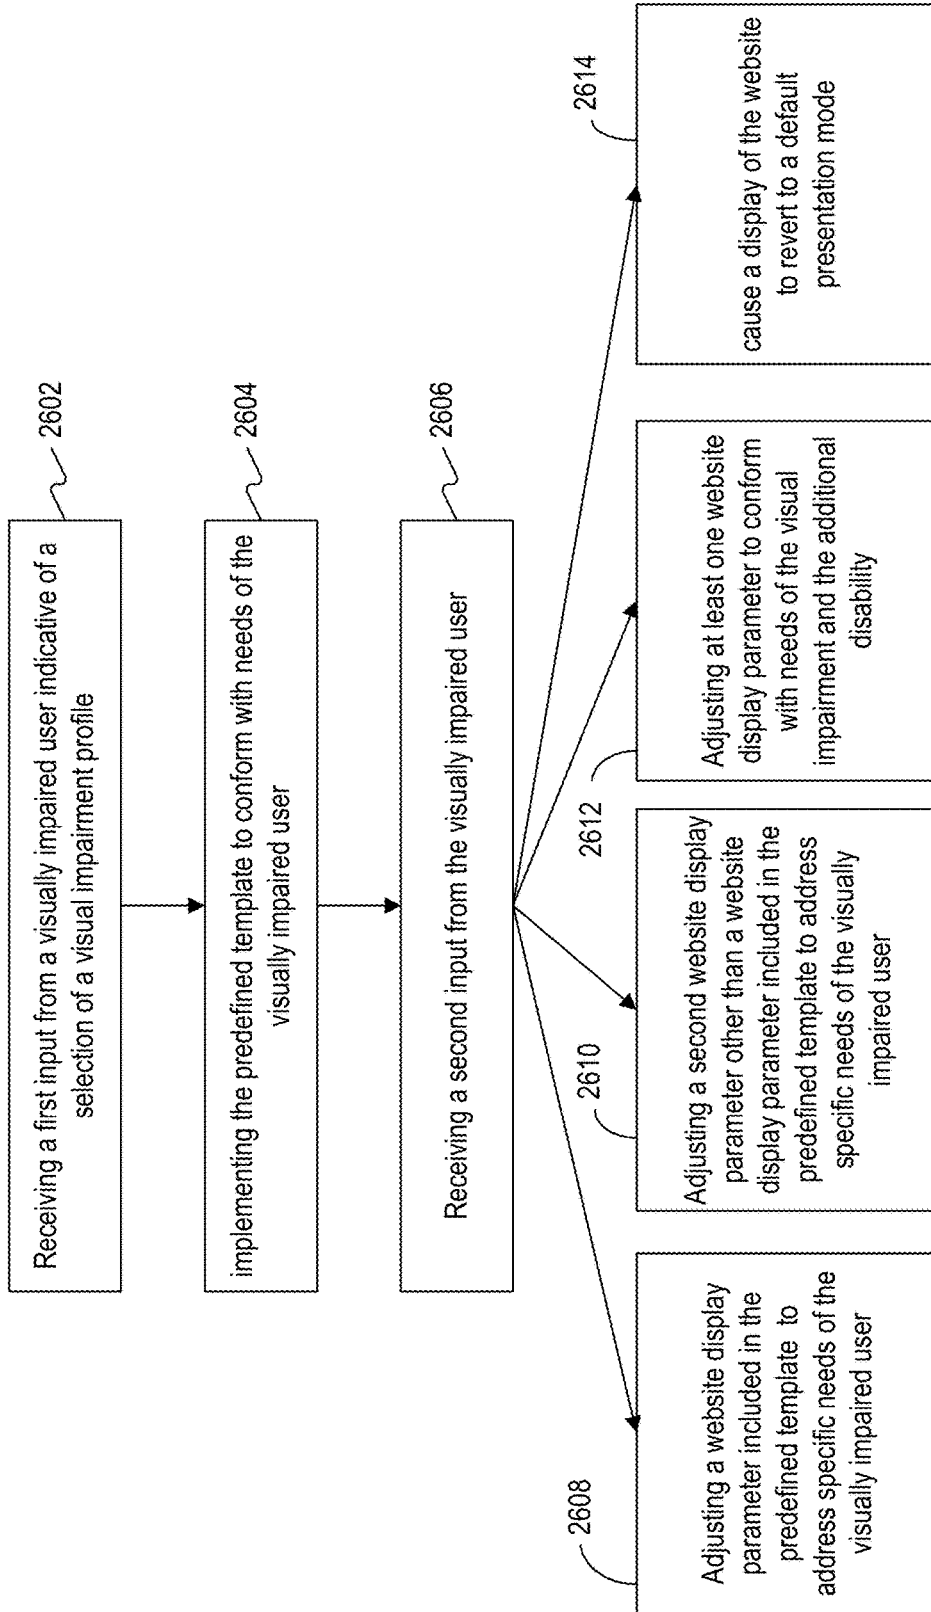 Receiving a first input from a visually impaired user indicative of a
selection of a visual impairment profile
2602
implementing the predefined template to conform with needs of the
visually impaired user
2604
Receiving a second input from the visually impaired user
2606
2608
Adjusting a website display
parameter included in the
predefined template to
address specific needs of the
visually impaired user
2610
Adjusting a second website display
parameter other than a website
display parameter included in the
predefined template to address
specific needs of the visually
impaired user
2612
Adjusting at least one website
display parameter to conform
with needs of the visual
impairment and the additional
disability
2614
cause a display of the website
to revert to a default
presentation mode